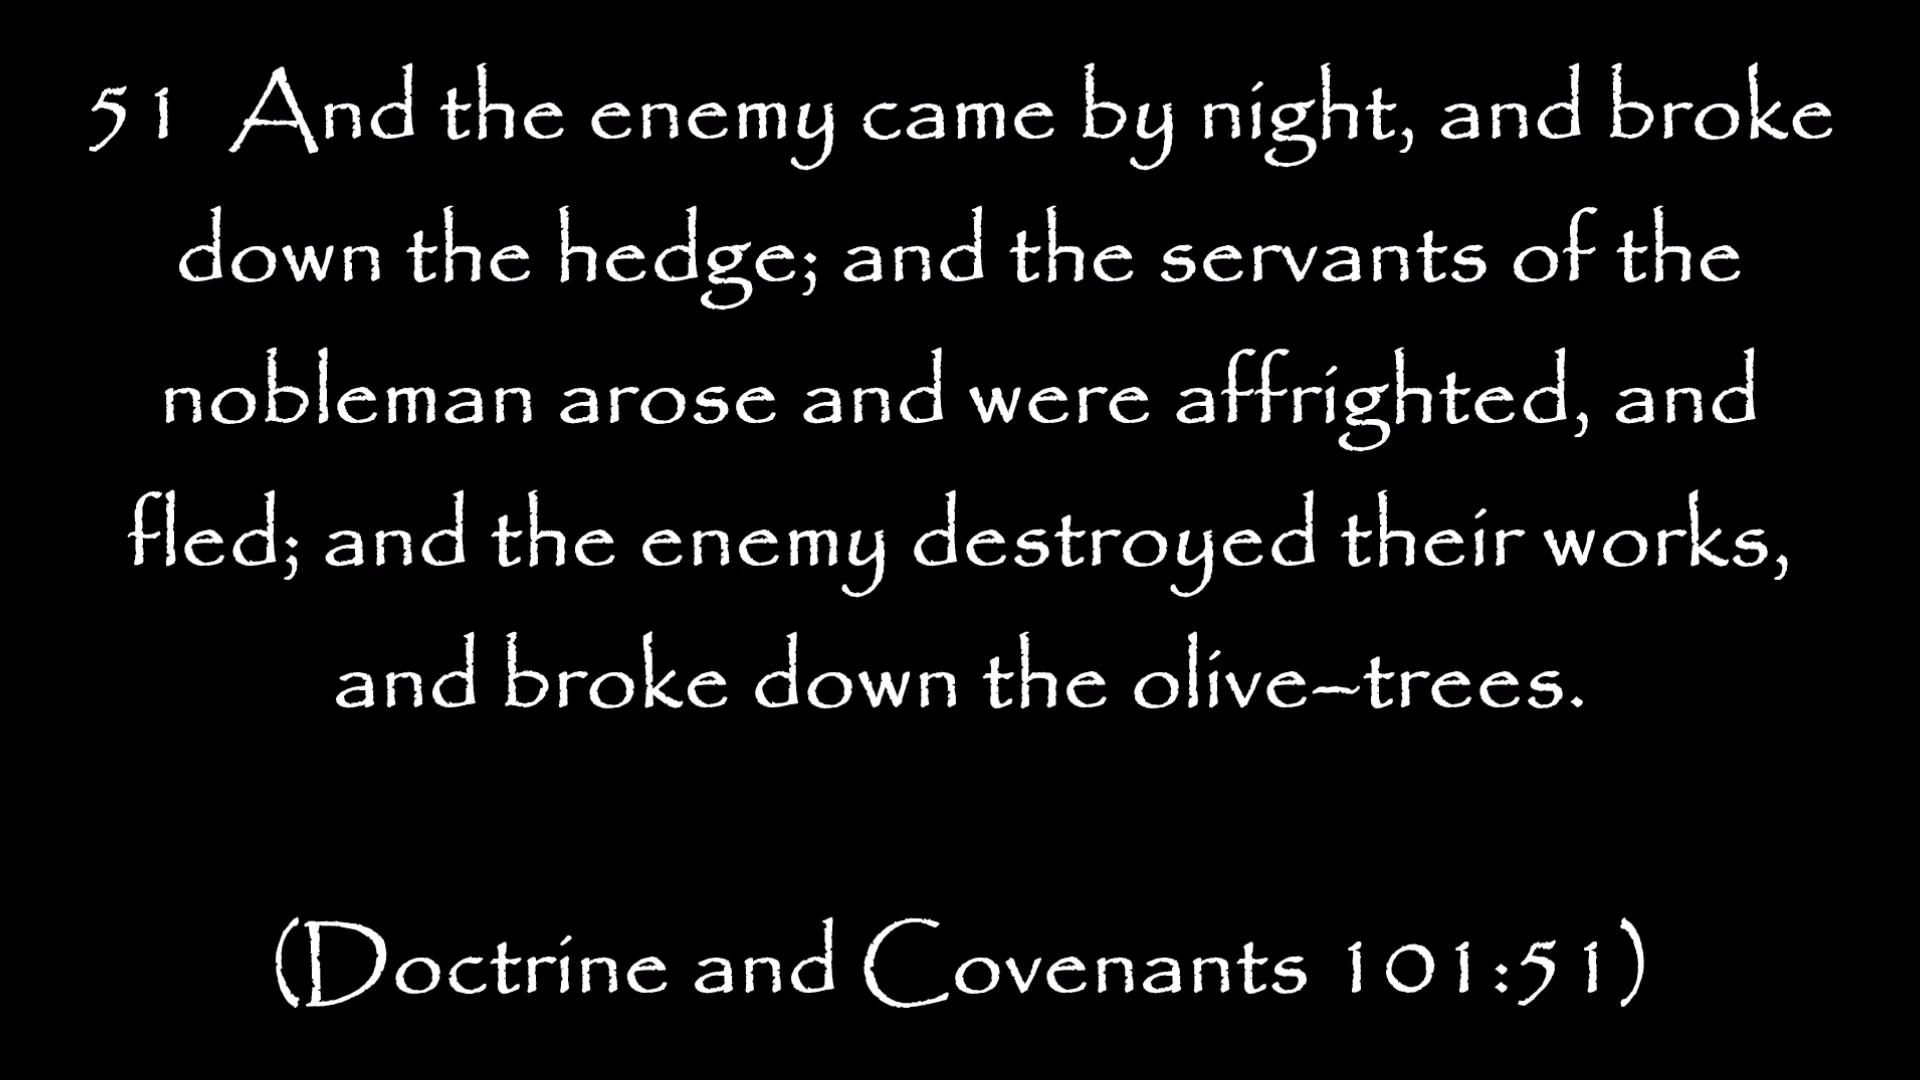 51 And the enemy came by night, and broke
down the hedge; and the servants of the
nobleman arose and were affrighted, and
fled; and the enemy destroyed their works,
and broke down the olive–trees.
(Doctrine and Covenants 101:51)